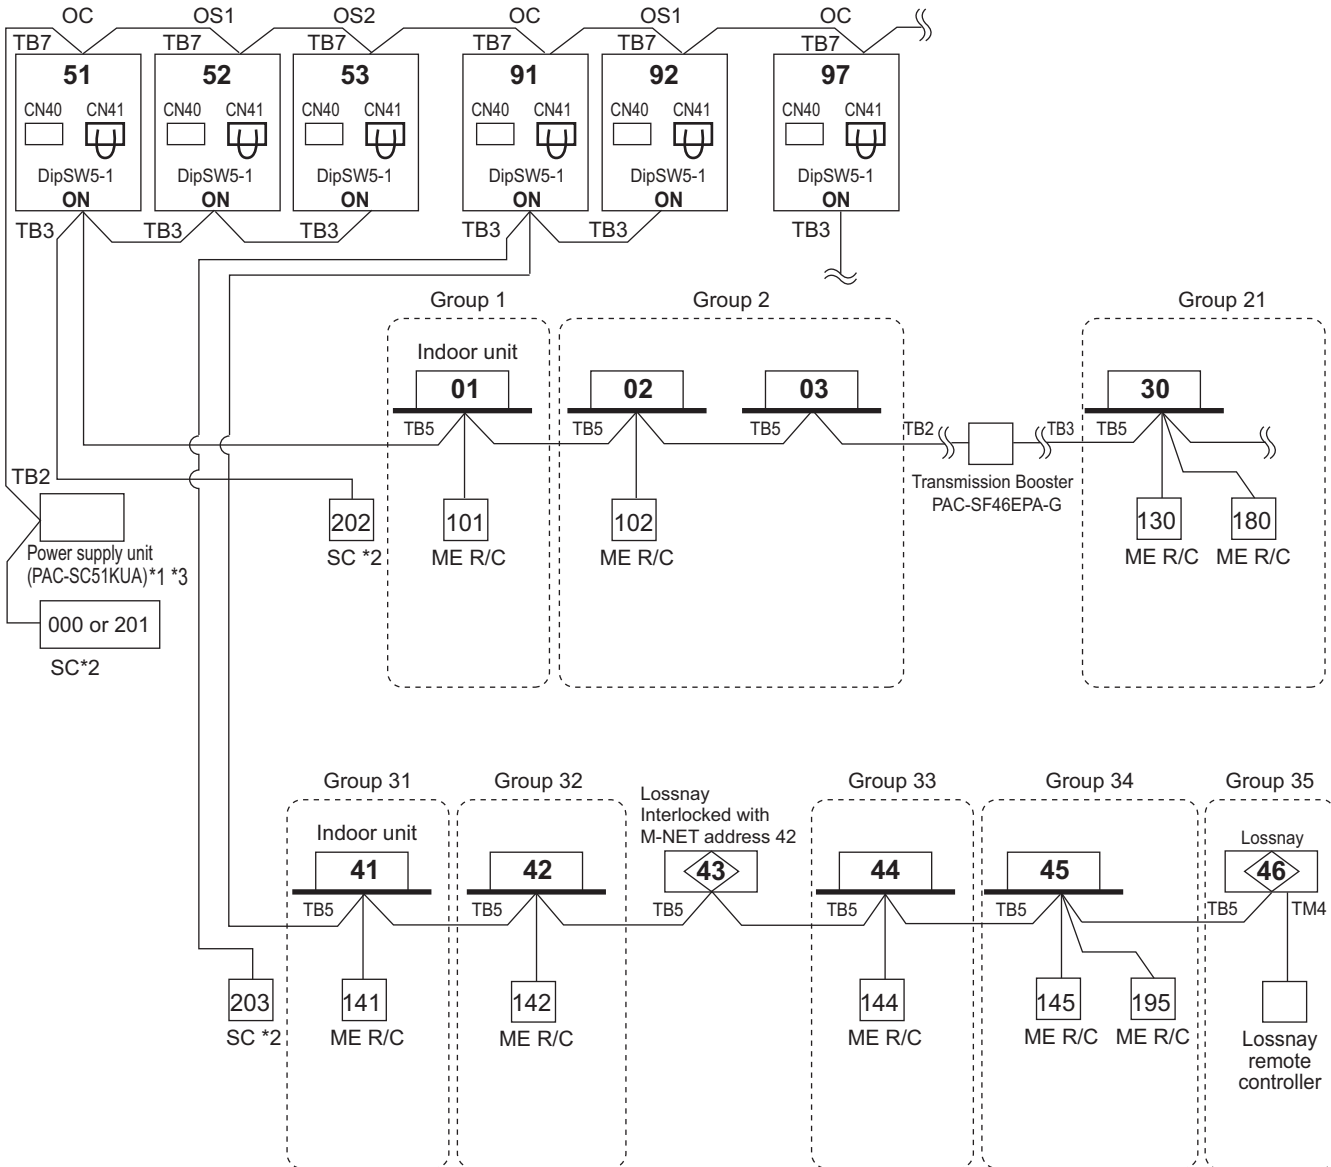 OC OS1 OS2 OC OS1 OC
TB7 TB7 TB7 TB7 TB7 TB7
51 52 53 91 92 97
CN40 CN41 CN40 CN41 CN40 CN41 CN40 CN41 CN40 CN41 CN40 CN41
DipSW5-1 DipSW5-1 DipSW5-1 DipSW5-1 DipSW5-1 DipSW5-1
ON ON ON ON ON ON
TB3 TB3 TB3 TB3 TB3 TB3
Group 1 Group 2 Group 21
Indoor unit
01 02 03 30
TB5 TB5 TB5 TB2 TB3 TB5
Transmission Booster
PAC-SF46EPA-G
TB2
202 101 102 130 180
SC *2 ME R/C ME R/C ME R/C ME R/C
Power supply unit
(PAC-SC51KUA)*1 *3
000 or 201
SC*2
Group 31 Group 32 Group 33 Group 34 Group 35
Lossnay
Interlocked with
M-NET address 42
Indoor unit Lossnay
41 42 43 44 45 46
TB5 TB5 TB5 TB5 TB5 TB5 TM4
203 141 142 144 145 195
SC *2 ME R/C ME R/C ME R/C ME R/C ME R/C
Lossnay
remote
controller